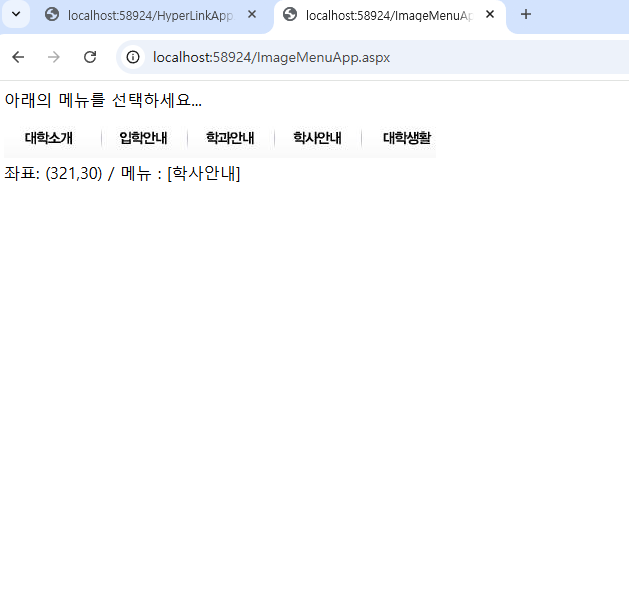 localhost:58924/HyperLinkApp
localhost:58924/ImageMenuAp
localhost:58924/ImageMenuApp.aspx
아래의 메뉴를 선택하세요...
대학소개 입학안내 학과안내 학사안내 대학생활
좌표: (321,30) / 메뉴 : [학사안내]